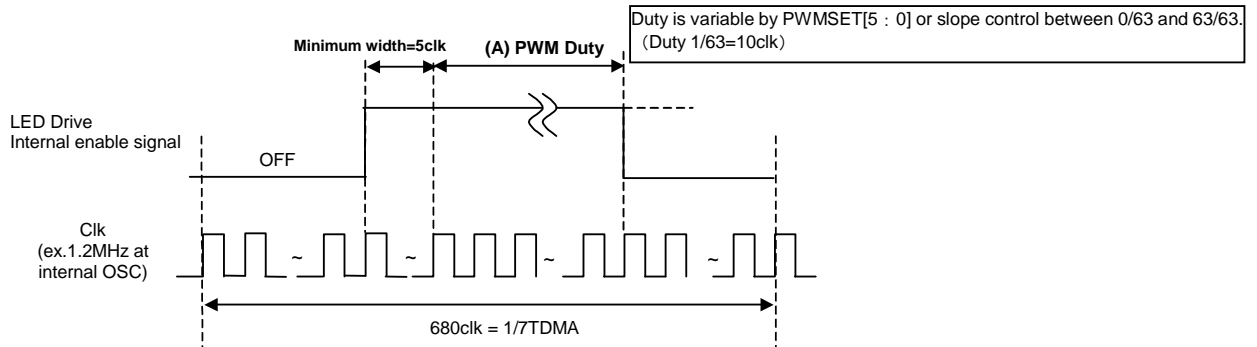 Duty is variable by PWMSET[5 : 0] or slope control between 0/63 and 63/63.
（Duty 1/63=10clk）
Minimum width=5clk
(A) PWM Duty
LED Drive
Internal enable signal
OFF
Clk
(ex.1.2MHz at
internal OSC)
~
~
~
~
680clk = 1/7TDMA